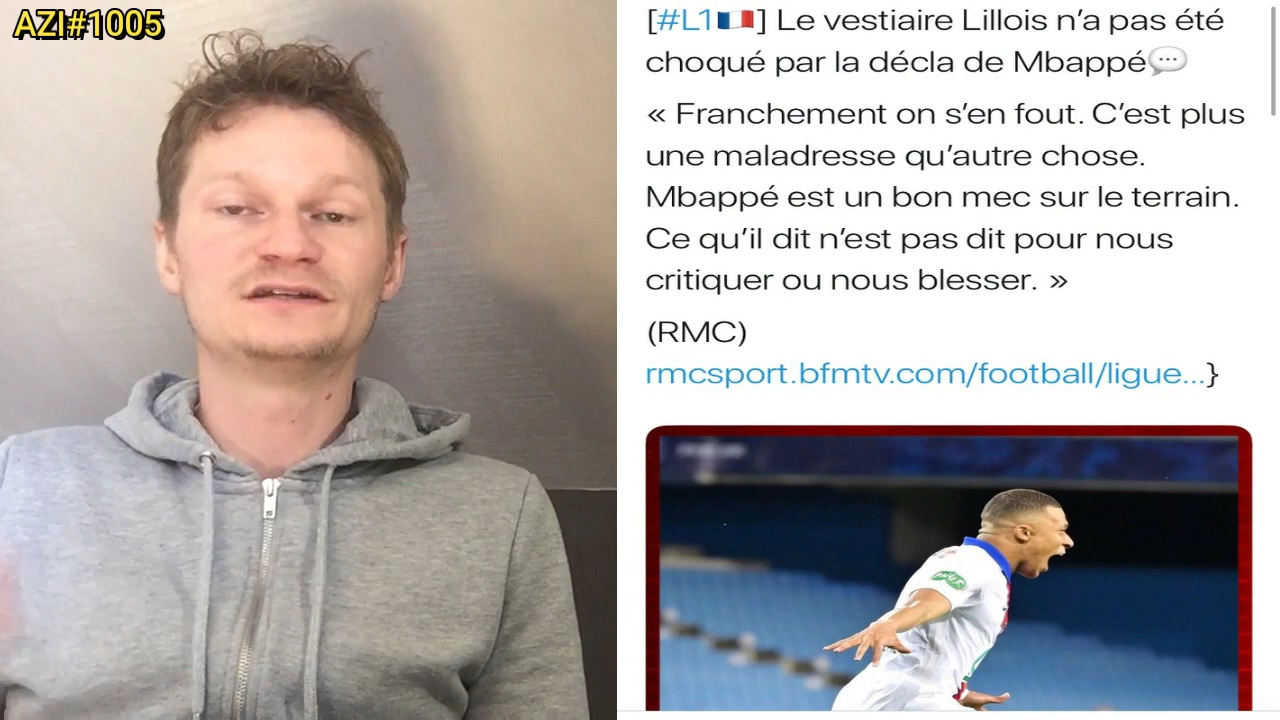 AZI#1005
[#L1🇫🇷] Le vestiaire Lillois n’a pas été
choqué par la décla de Mbappé💬
« Franchement on s’en fout. C’est plus
une maladresse qu’autre chose.
Mbappé est un bon mec sur le terrain.
Ce qu’il dit n’est pas dit pour nous
critiquer ou nous blesser. »
(RMC)
rmcsport.bfmtv.com/football/ligue...}